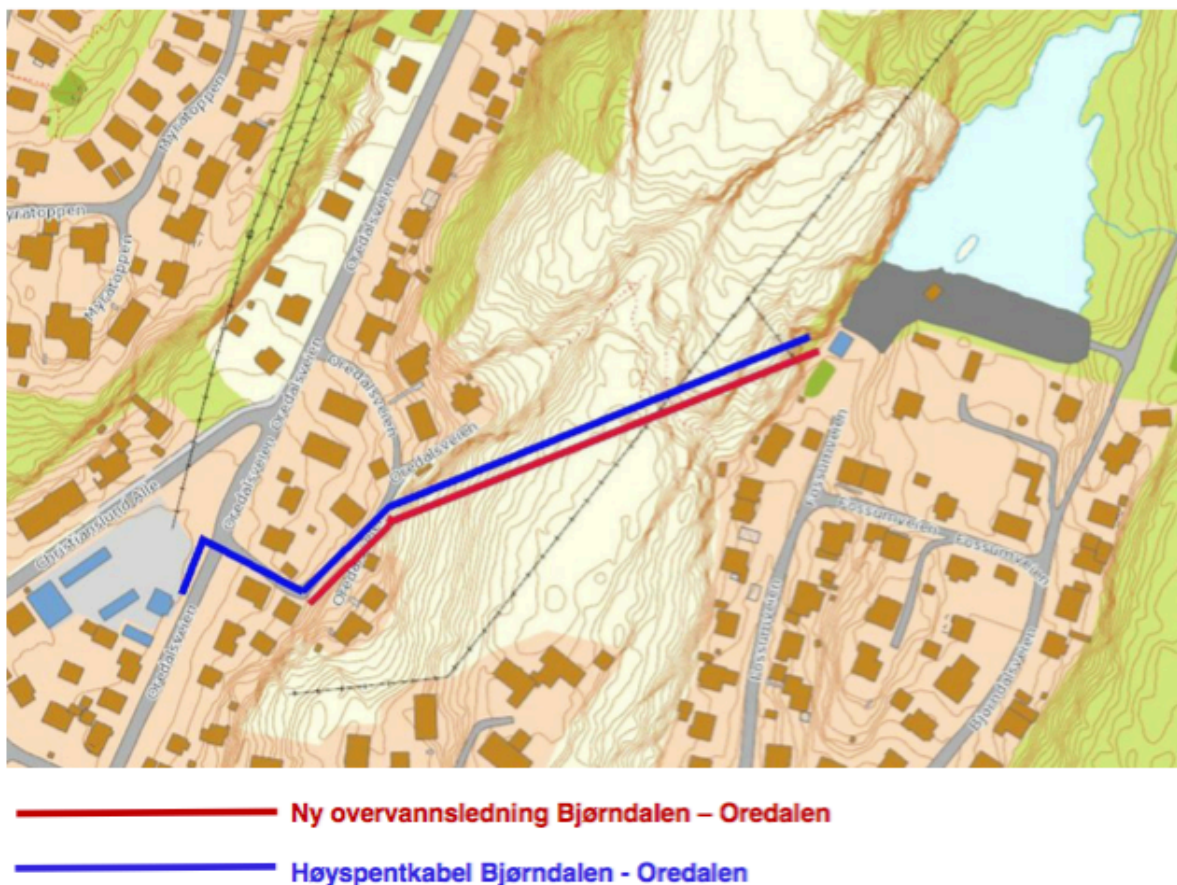 Myratoppen
yratoppen
Myratoppen
Oredalsveien
Oredalsveien
Oredalsveien
Oredalsveien
Oredalsveien
Christianslund Allé
Oredalsveien
Fossumveien
Fossumveien
Fossumveien
Fossumveien
Bjørndalsveien
Ny overvannsledning Bjørndalen – Oredalen
Høyspentkabel Bjørndalen - Oredalen